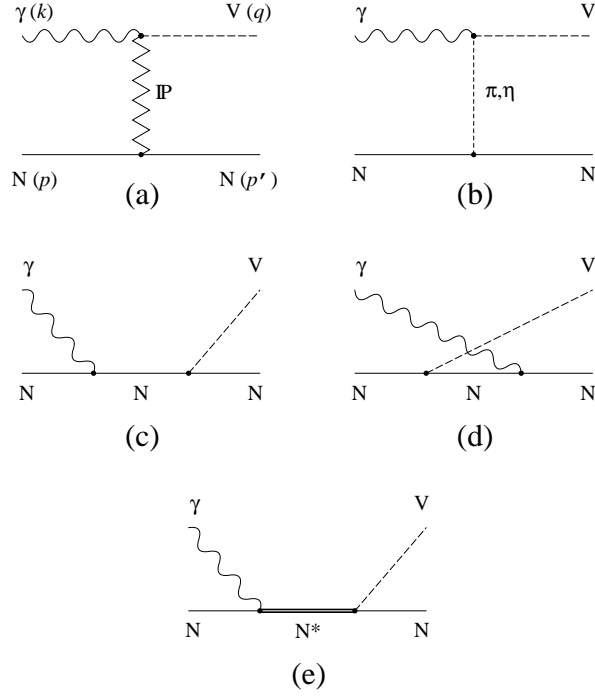 γ (k) V (q) γ V
IP π,η
N (p) N (p′) N N
(a) (b)
γ V γ V
N N N N N N
(c) (d)
γ V
N N* N
(e)